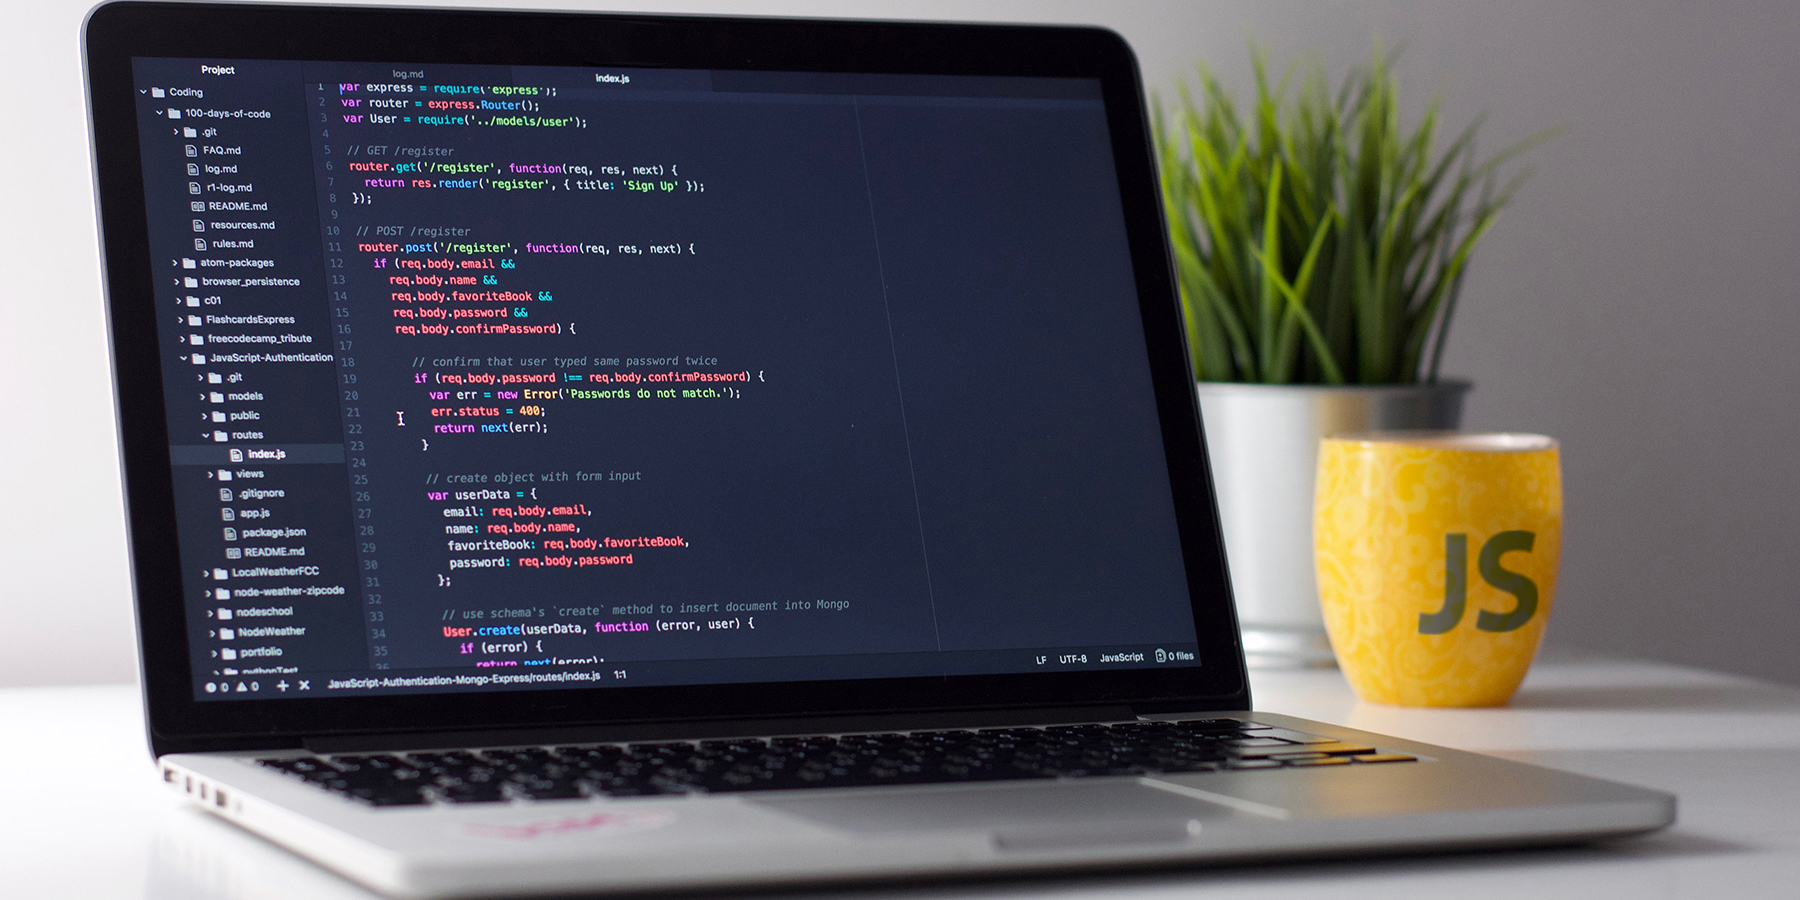 Project
Coding
100-days-of-code
.git
FAQ.md
log.md
r1-log.md
README.md
resources.md
rules.md
atom-packages
browser_persistence
c01
FlashcardsExpress
freecodecamp_tribute
JavaScript-Authentication
.git
models
public
routes
index.js
views
.gitignore
app.js
package.json
README.md
LocalWeatherFCC
node-weather-zipcode
nodeschool
NodeWeather
portfolio
pythonTest
log.md
index.js
1 var express = require('express');
2 var router = express.Router();
3 var User = require('../models/user');
4
5 // GET /register
6 router.get('/register', function(req, res, next) {
7 return res.render('register', { title: 'Sign Up' });
8 });
9
10 // POST /register
11 router.post('/register', function(req, res, next) {
12 if (req.body.email &&
13 req.body.name &&
14 req.body.favoriteBook &&
15 req.body.password &&
16 req.body.confirmPassword) {
17
18 // confirm that user typed same password twice
19 if (req.body.password !== req.body.confirmPassword) {
20 var err = new Error('Passwords do not match.');
21 err.status = 400;
22 return next(err);
23 }
24
25 // create object with form input
26 var userData = {
27 email: req.body.email,
28 name: req.body.name,
29 favoriteBook: req.body.favoriteBook,
30 password: req.body.password
31 };
32
33 // use schema's `create` method to insert document into Mongo
34 User.create(userData, function (error, user) {
35 if (error) {
36 return next(error);
0 0 JavaScript-Authentication-Mongo-Express/routes/index.js 1:1
LF UTF-8 JavaScript 0 files
JS